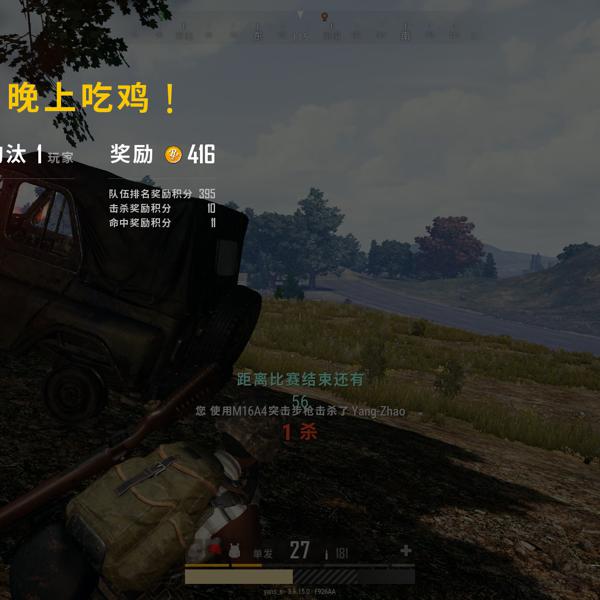 晚上吃鸡！
汰 1 玩家
奖励 416
队伍排名奖励积分 395
击杀奖励积分 10
命中奖励积分 11
距离比赛结束还有
56
您 使用M16A4突击步枪击杀了 Yang-Zhao
1 杀
单发 27 181